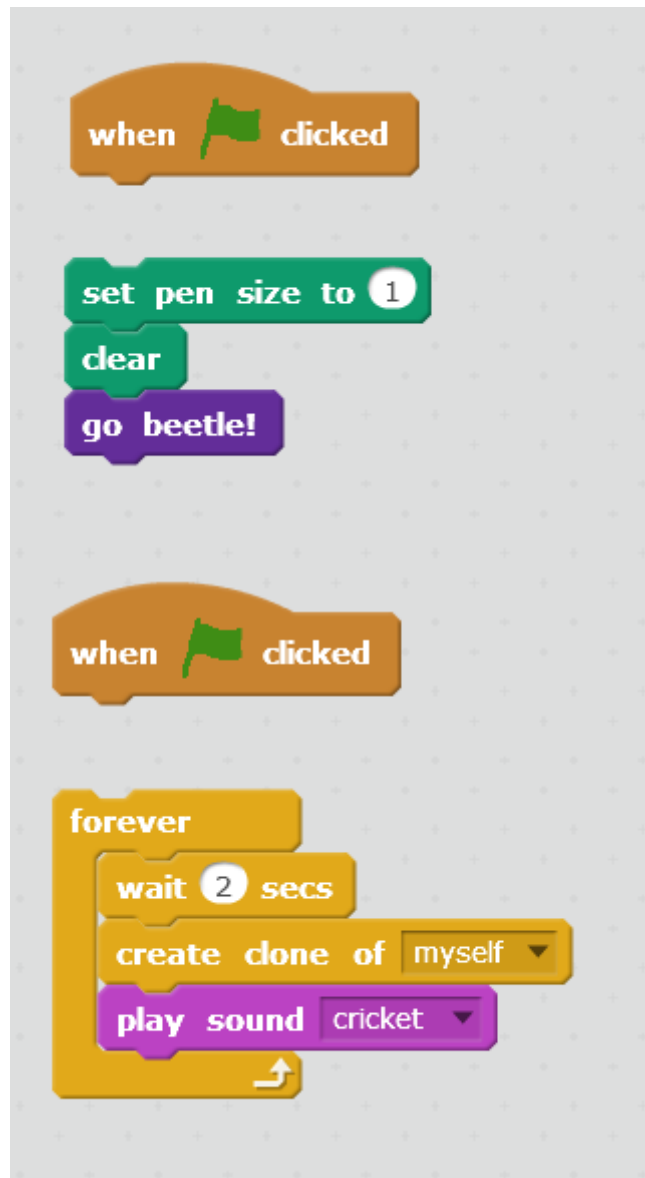 when clicked
set pen size to 1
clear
go beetle!
when clicked
forever
wait 2 secs
create clone of myself
play sound cricket